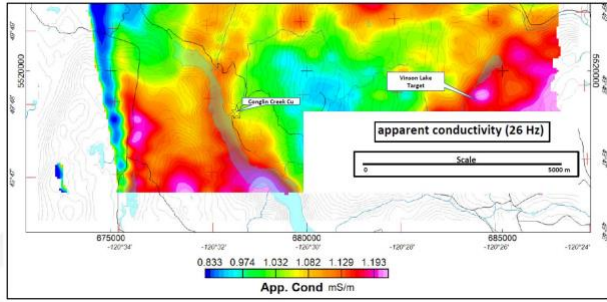 5520000
5520000
Vinson Lake
Target
Conglin Creek Cu
apparent conductivity (26 Hz)
Scale
0 5000 m
675000 680000 685000
-120°34' -120°32' -120°30' -120°28' -120°26' -120°24'
0.833 0.974 1.032 1.082 1.129 1.193
App. Cond mS/m